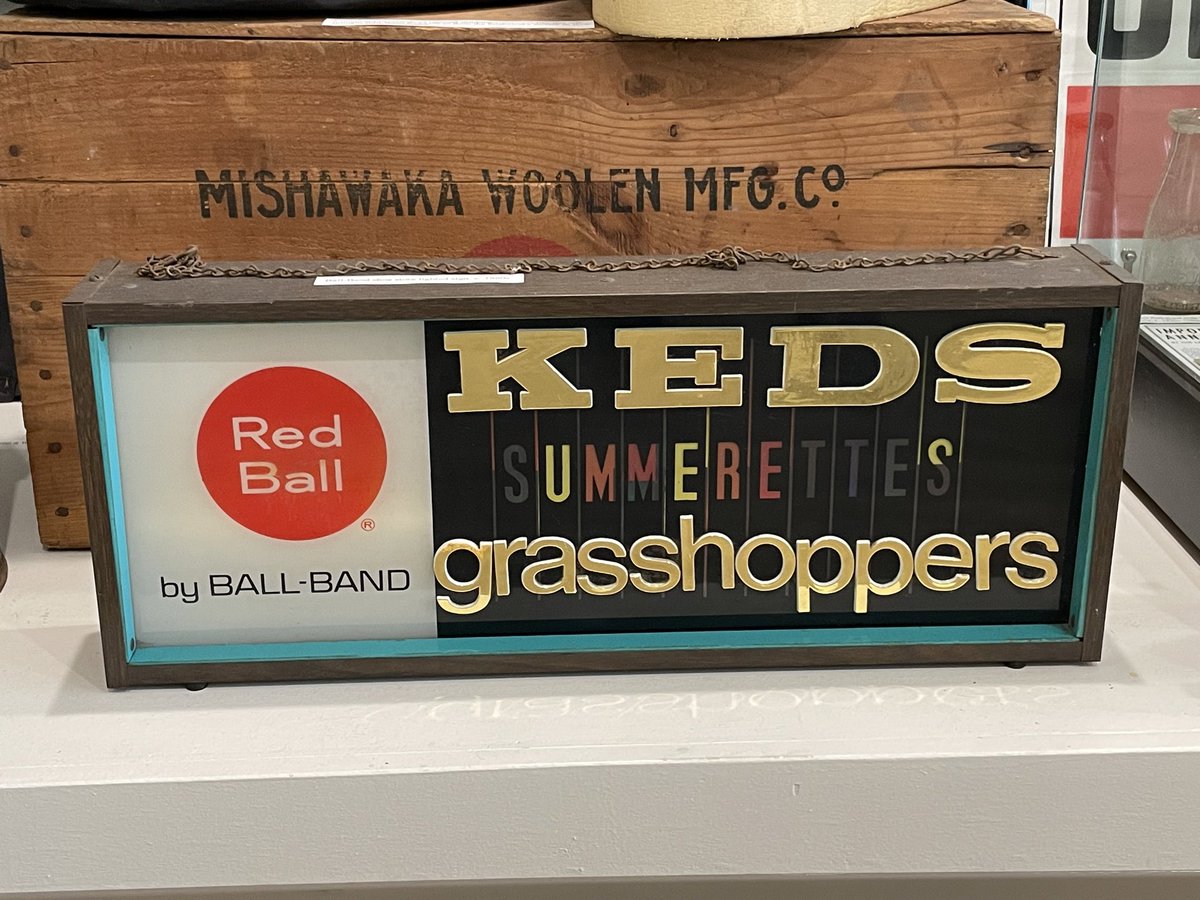 MISHAWAKA WOOLEN MFG. Cº.
Red
Ball
®
by BALL-BAND
KEDS
SUMMERETTES
grasshoppers